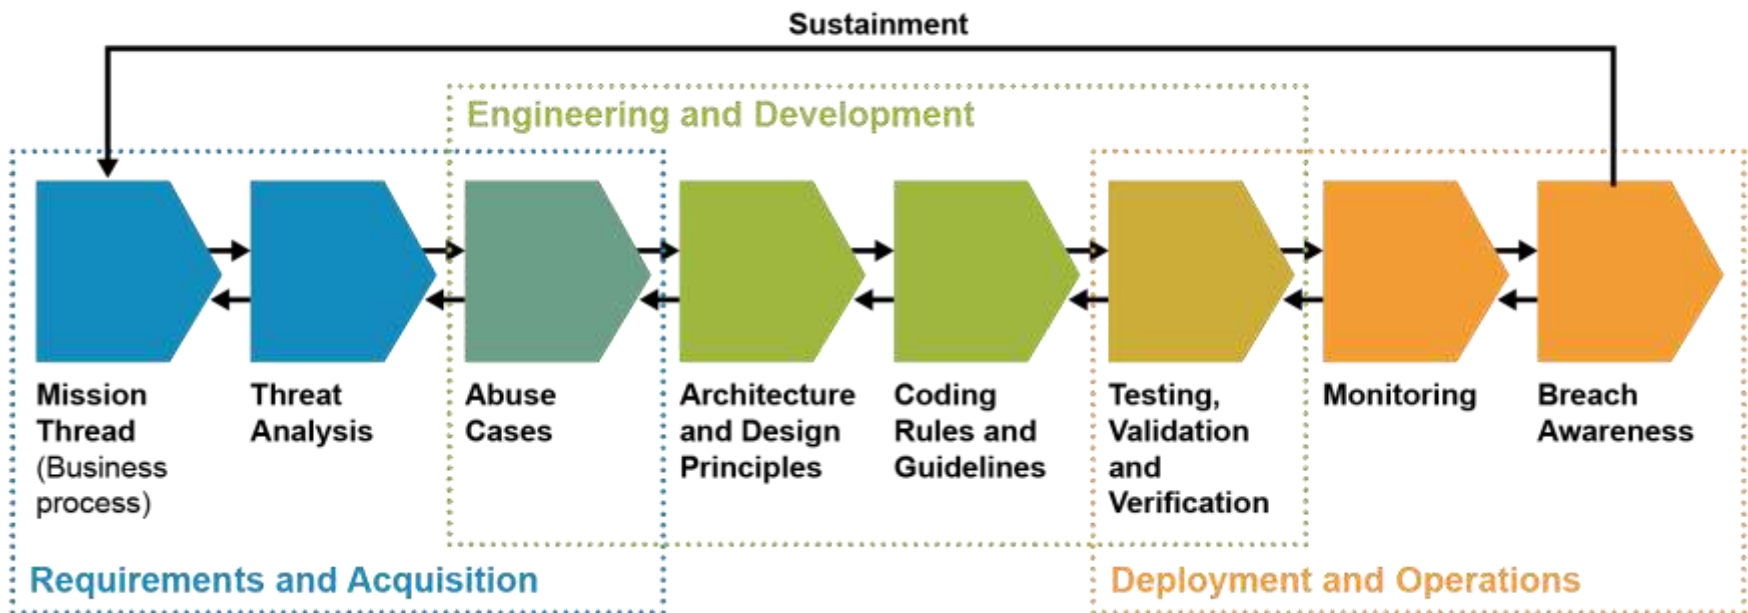 Sustainment
Engineering and Development
Mission
Thread
(Business
process)
Threat
Analysis
Abuse
Cases
Architecture
and Design
Principles
Coding
Rules and
Guidelines
Testing,
Validation
and
Verification
Monitoring
Breach
Awareness
Requirements and Acquisition
Deployment and Operations